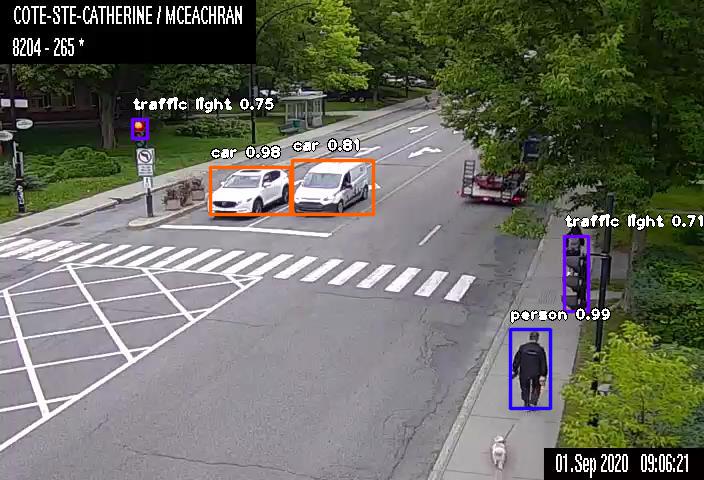 COTE-STE-CATHERINE / MCEACHRAN
8204 - 265 *
traffic light 0.75
car 0.98
car 0.81
traffic light 0.71
person 0.99
01.Sep 2020 09:06:21